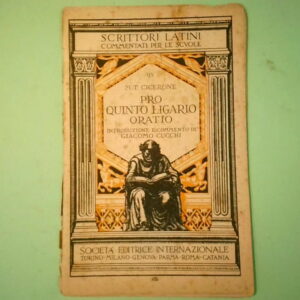 SCRITTORI LATINI
COMMENTATI PER LE SCVOLE
M·T· CICERONE
PRO
QUINTO LIGARIO
ORATIO
INTRODUZIONE E COMMENTO DI
GIACOMO CUCCHI
SOCIETÀ EDITRICE INTERNAZIONALE
TORINO·MILANO·GENOVA·PARMA·ROMA·CATANIA